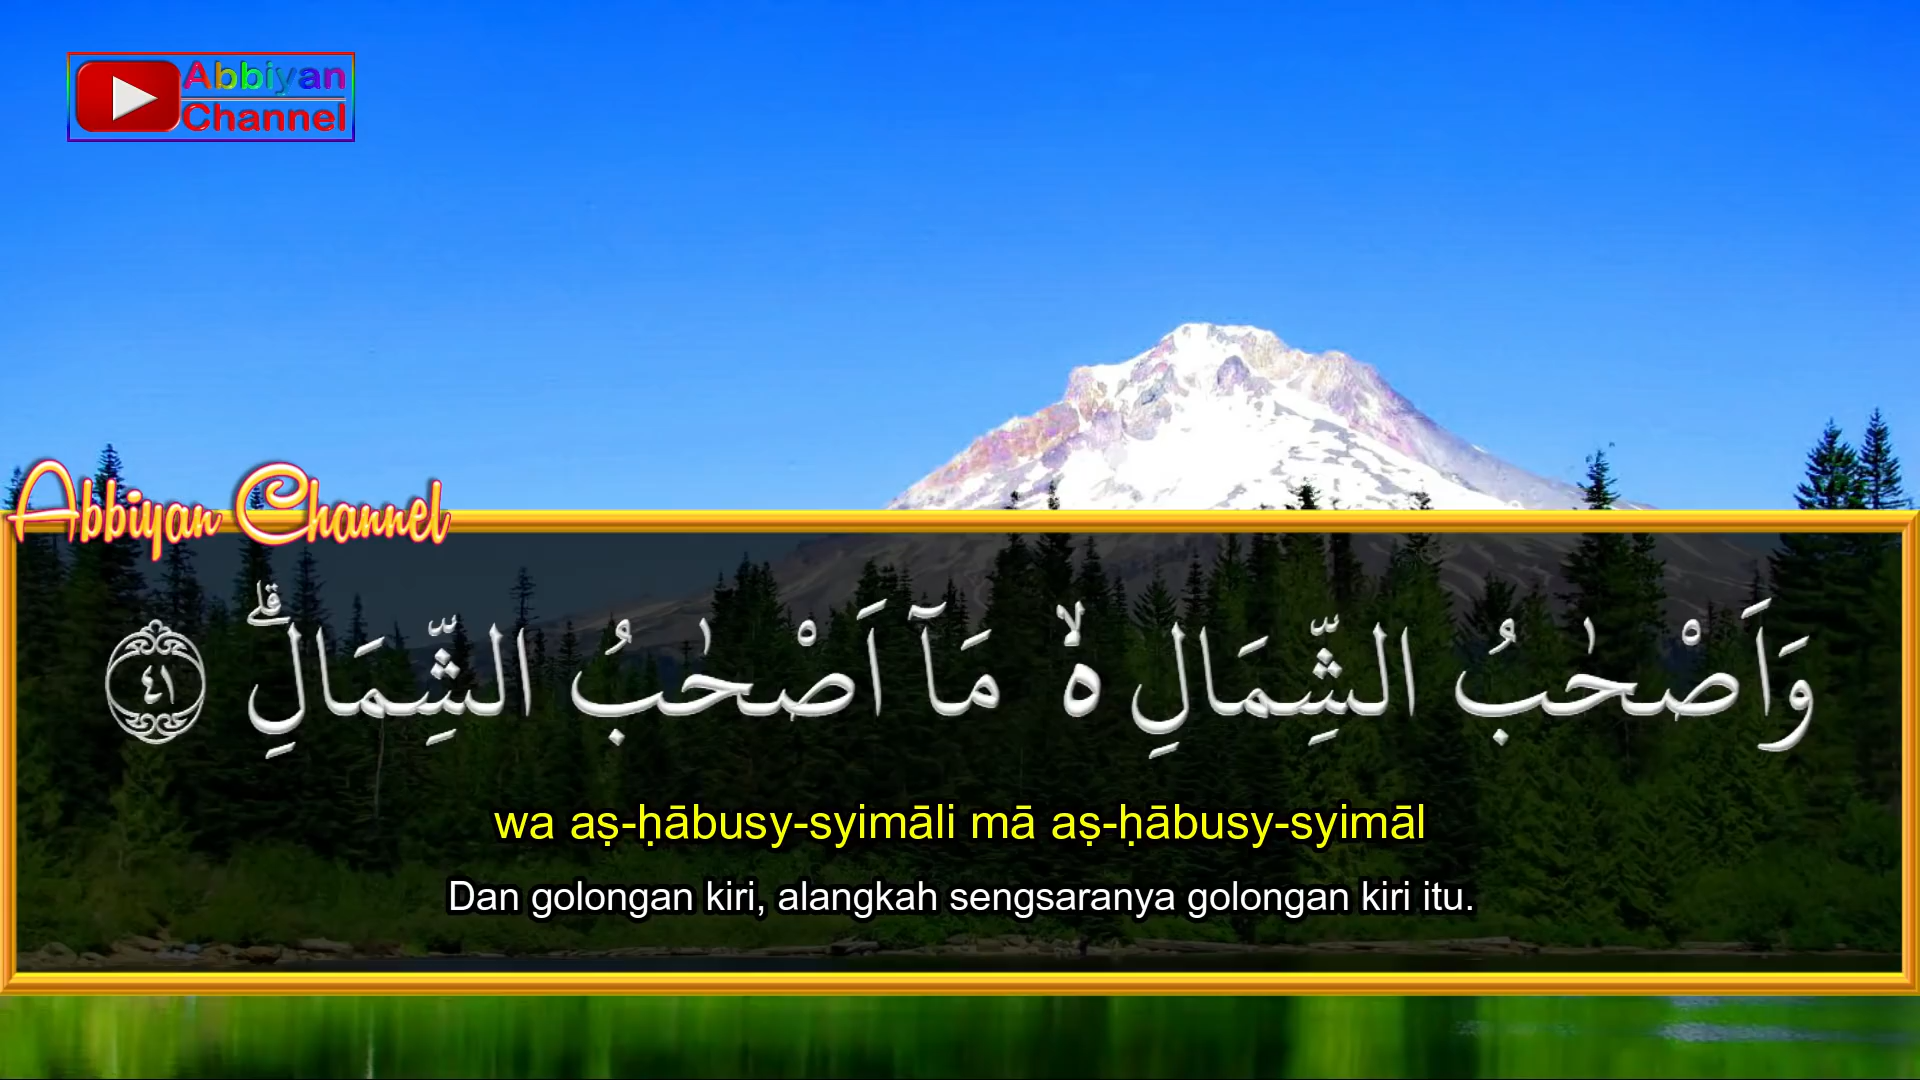 Abbiyan
Channel
Abbiyan Channel
وَاَصْحٰبُ الشِّمَالِ ەۙ مَآ اَصْحٰبُ الشِّمَالِۗ ٤١
wa aṣ-ḥābusy-syimāli mā aṣ-ḥābusy-syimāl
Dan golongan kiri, alangkah sengsaranya golongan kiri itu.